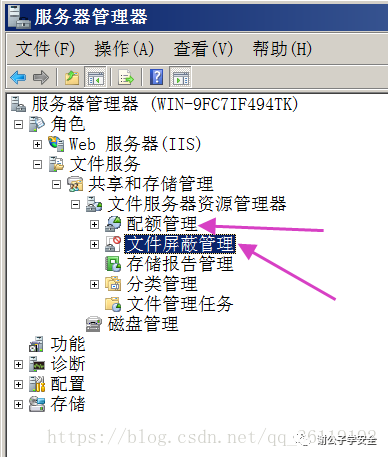 服务器管理器
文件(F) 操作(A) 查看(V) 帮助(H)
服务器管理器 (WIN-9FC7IF494TK)
角色
Web 服务器(IIS)
文件服务
共享和存储管理
文件服务器资源管理器
配额管理
文件屏蔽管理
存储报告管理
分类管理
文件管理任务
磁盘管理
功能
诊断
配置
存储
https://blog.csdn.net/qq_36119192
谢公子学安全